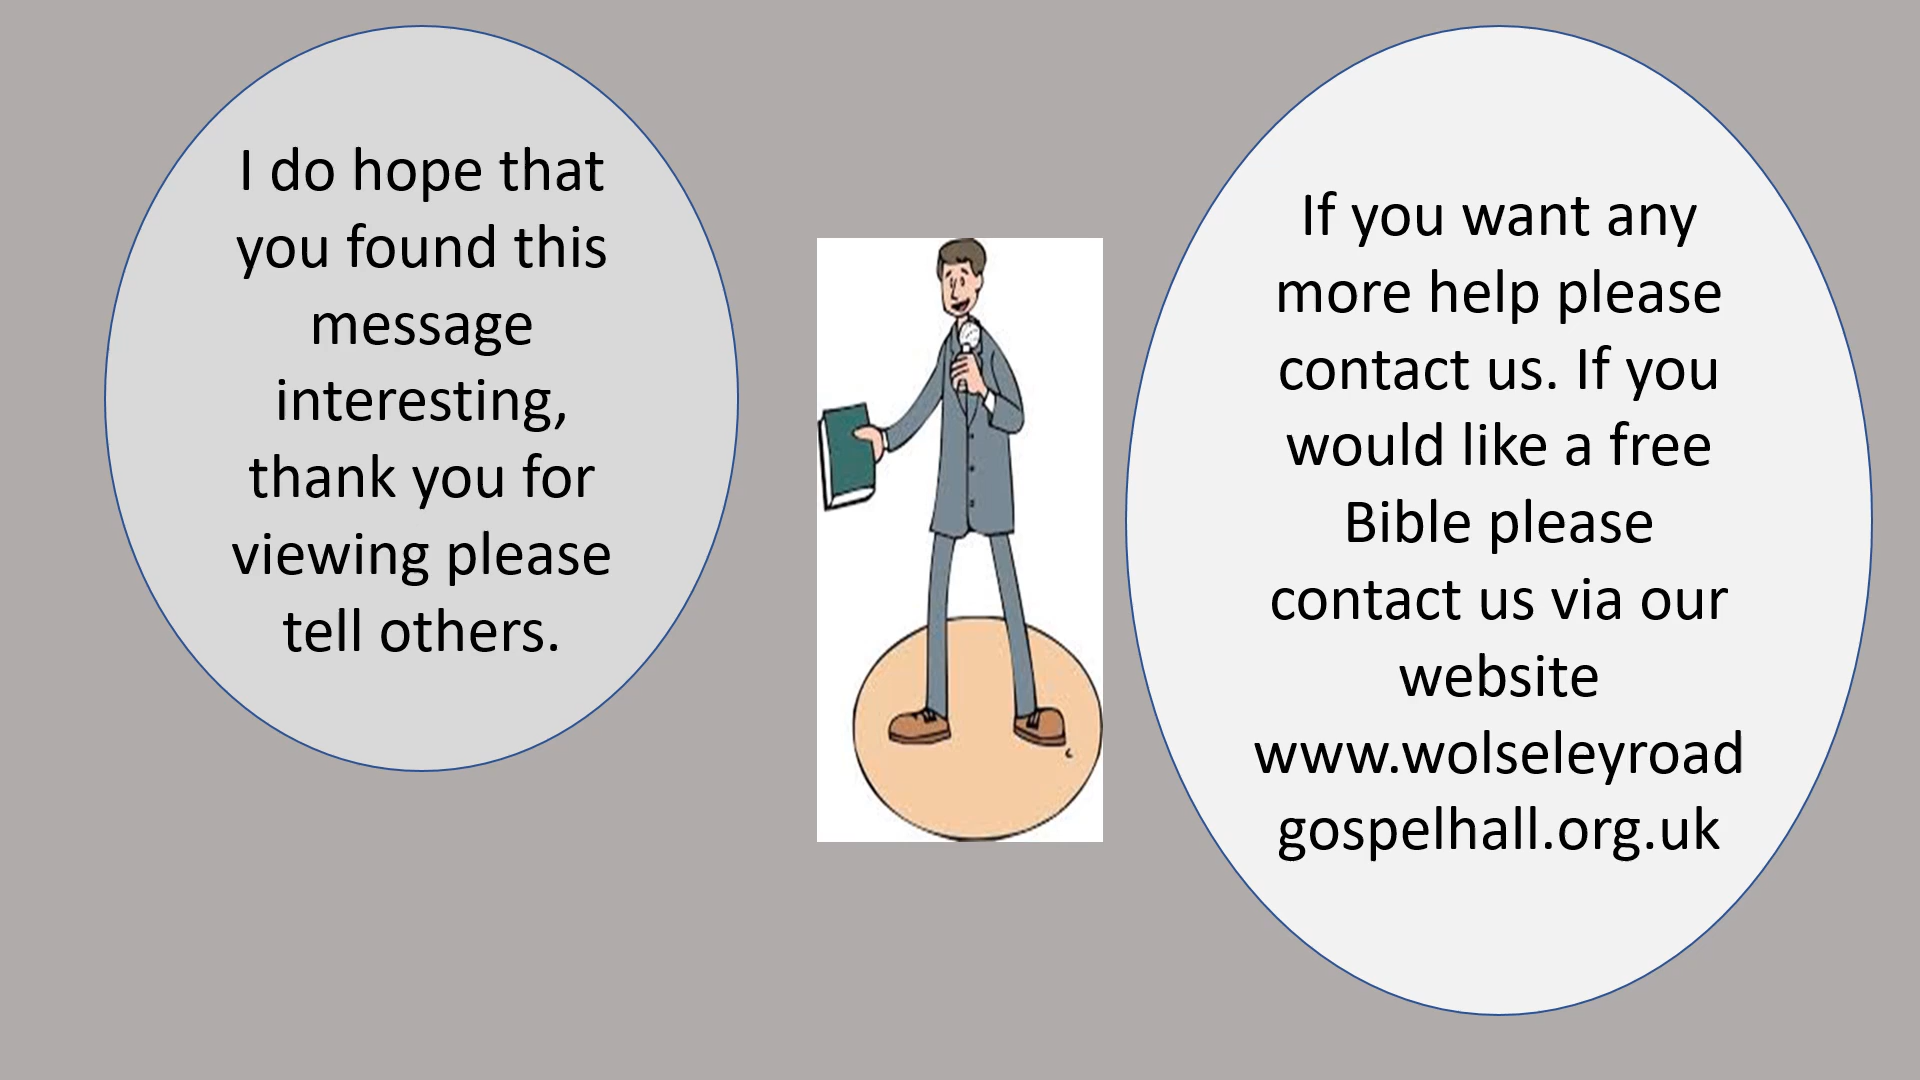 I do hope that
you found this
message
interesting,
thank you for
viewing please
tell others.
If you want any
more help please
contact us. If you
would like a free
Bible please
contact us via our
website
www.wolseleyroad
gospelhall.org.uk